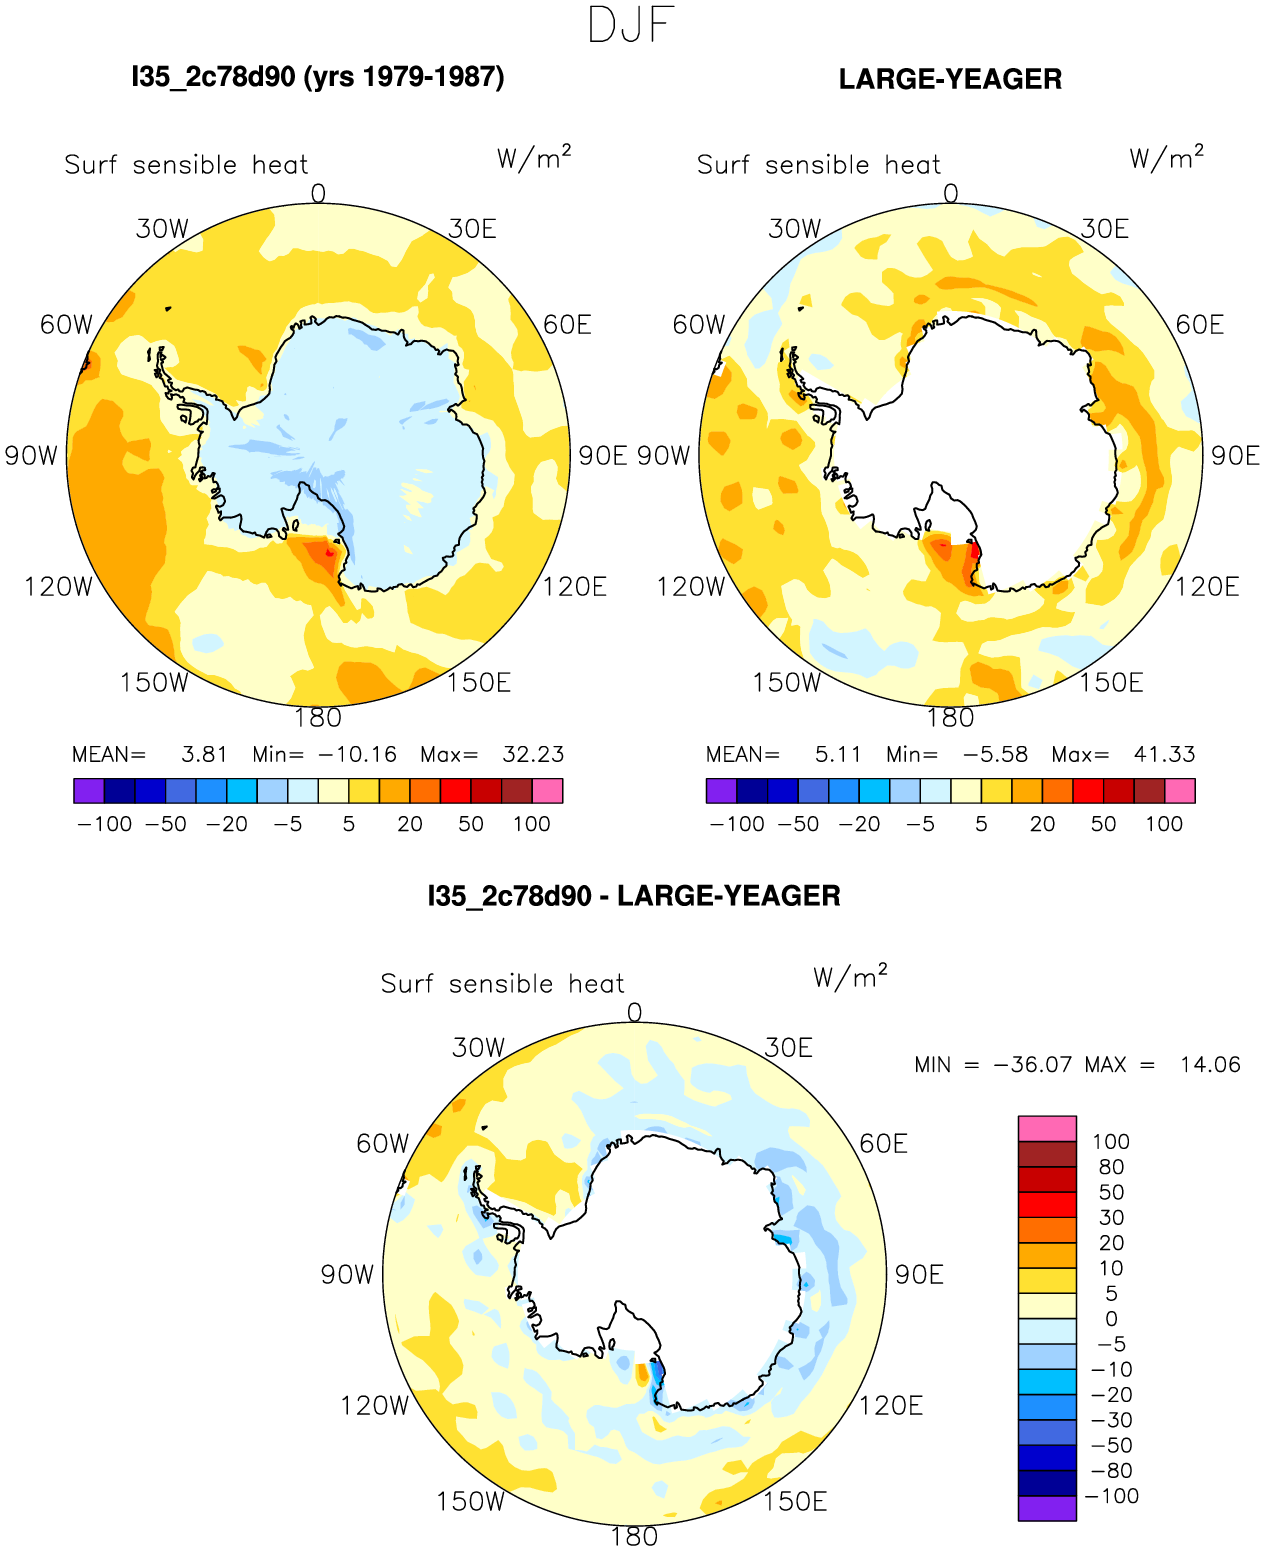 DJF
I35_2c78d90 (yrs 1979-1987)
LARGE-YEAGER
Surf sensible heat W/m²
Surf sensible heat W/m²
0
30W 30E
60W 60E
90W 90E
120W 120E
150W 150E
180
0
30W 30E
60W 60E
90W 90E
120W 120E
150W 150E
180
MEAN= 3.81 Min= −10.16 Max= 32.23
−100 −50 −20 −5 5 20 50 100
MEAN= 5.11 Min= −5.58 Max= 41.33
−100 −50 −20 −5 5 20 50 100
I35_2c78d90 - LARGE-YEAGER
Surf sensible heat W/m²
0
30W 30E
60W 60E
90W 90E
120W 120E
150W 150E
180
MIN = −36.07 MAX = 14.06
100
80
50
30
20
10
5
0
−5
−10
−20
−30
−50
−80
−100